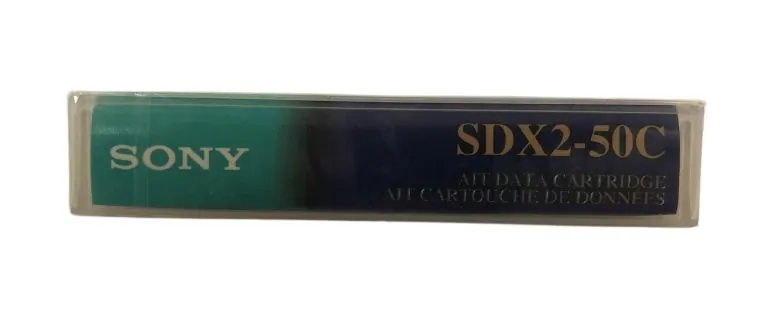 SONY
SDX2-50C
AIT DATA CARTRIDGE
AIT CARTOUCHE DE DONNÉES